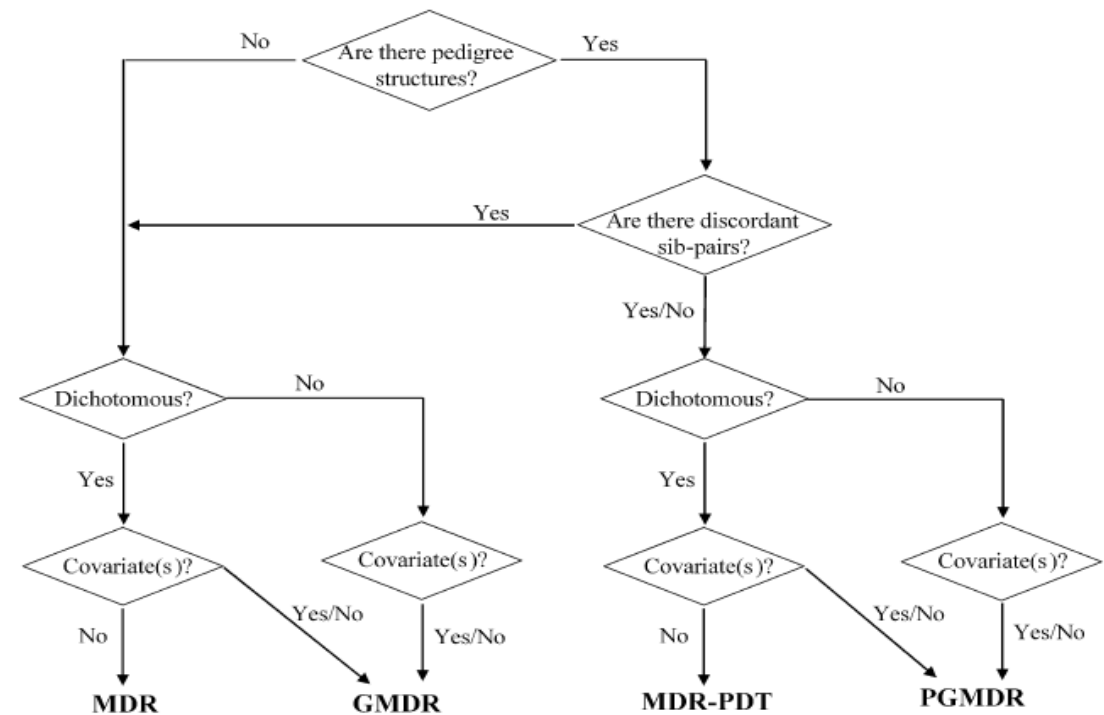 No
Are there pedigree
structures?
Yes
Yes
Are there discordant
sib-pairs?
Yes/No
Dichotomous?
No
Dichotomous?
No
Yes
Yes
Covariate(s)?
Covariate(s)?
Covariate(s)?
Covariate(s)?
No
Yes/No
Yes/No
No
Yes/No
Yes/No
MDR
GMDR
MDR-PDT
PGMDR